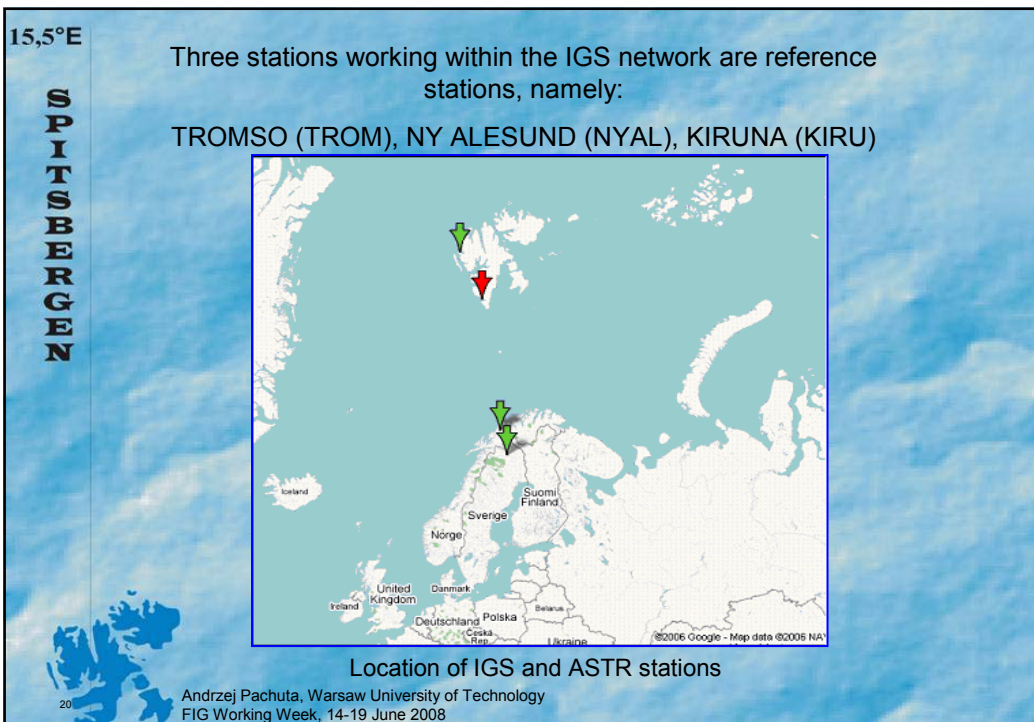 15,5°E
SPITSBERGEN
Three stations working within the IGS network are reference
stations, namely:
TROMSO (TROM), NY ALESUND (NYAL), KIRUNA (KIRU)
Iceland
Suomi
Finland
Sverige
Norge
United
Kingdom
Danmark
Ireland
Deutschland
Polska
Belarus
Česká
Rep.
Ukraine
©2006 Google - Map data ©2006 NAV
Location of IGS and ASTR stations
20
Andrzej Pachuta, Warsaw University of Technology
FIG Working Week, 14-19 June 2008